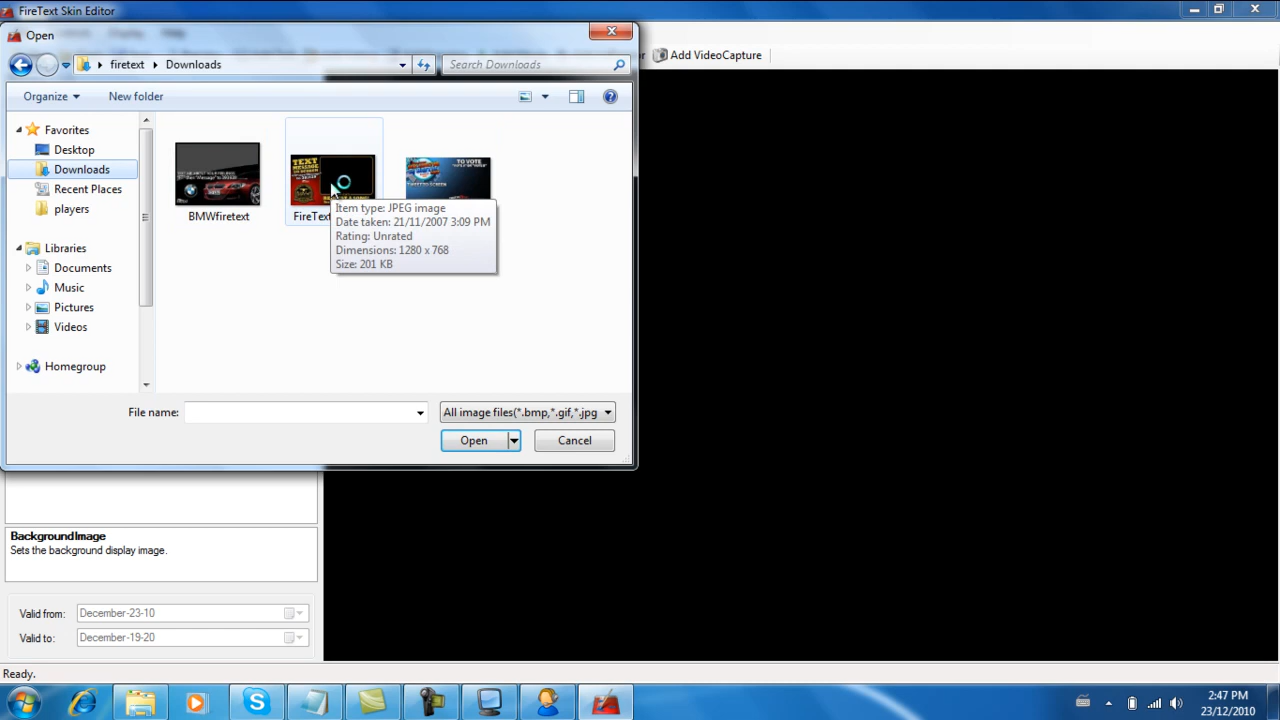 FireText Skin Editor
Open
firetext
Downloads
Search Downloads
Add VideoCapture
Organize
New folder
Favorites
Desktop
Downloads
Recent Places
players
Libraries
Documents
Music
Pictures
Videos
Homegroup
TEXT
MESSAGE
TO VOTE
BMWfiretext
FireText
Item type: JPEG image
Date taken: 21/11/2007 3:09 PM
Rating: Unrated
Dimensions: 1280 x 768
Size: 201 KB
File name:
All image files(*.bmp,*.gif,*.jpg
Open
Cancel
BackgroundImage
Sets the background display image.
Valid from:
December-23-10
Valid to:
December-19-20
Ready.
2:47 PM
23/12/2010